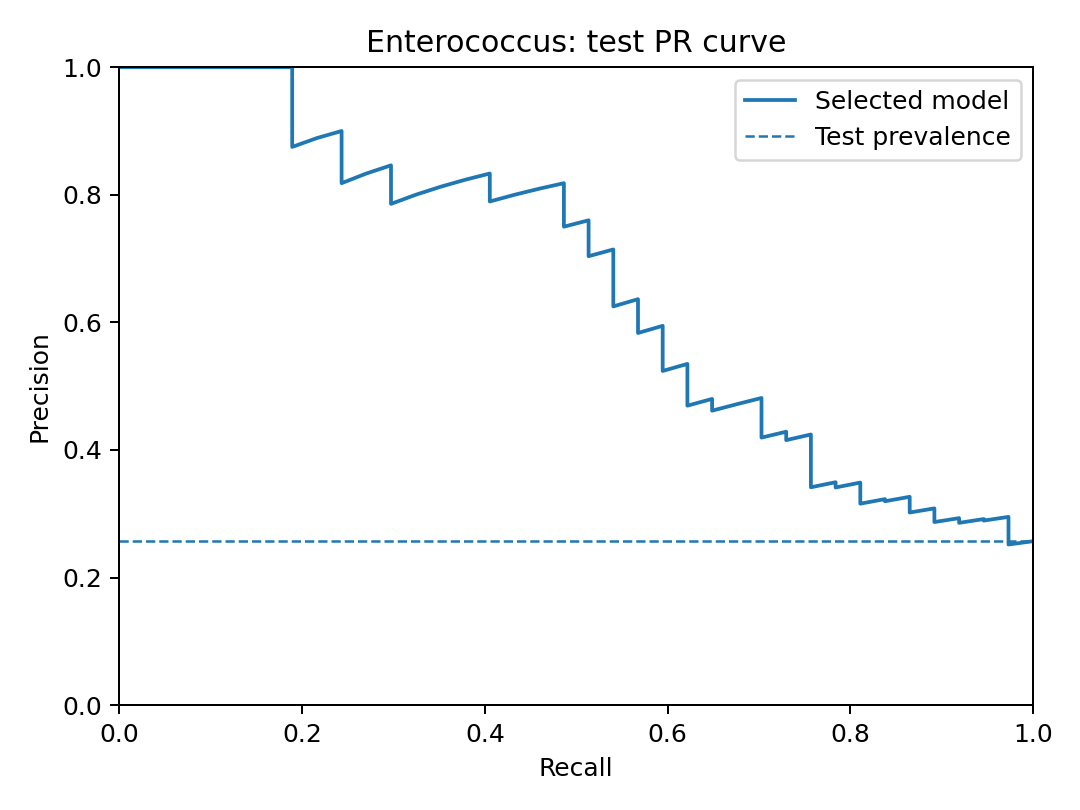 Enterococcus: test PR curve
Selected model
Test prevalence
Precision
1.0
0.8
0.6
0.4
0.2
0.0
0.0 0.2 0.4 0.6 0.8 1.0
Recall